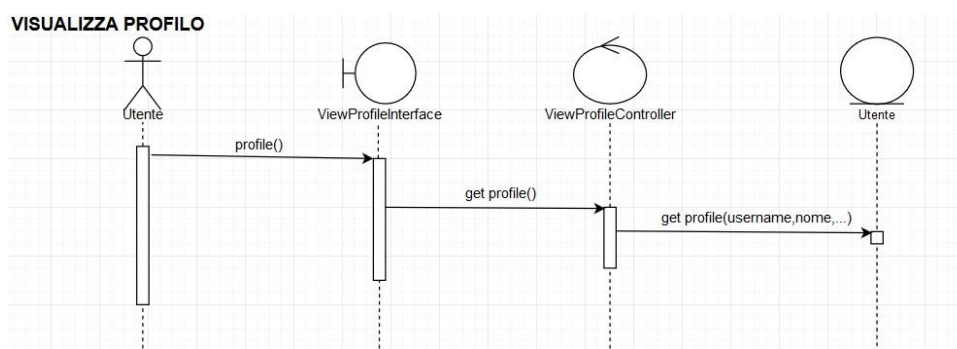 VISUALIZZA PROFILO
Utente
ViewProfileInterface
ViewProfileController
Utente
profile()
get profile()
get profile(username,nome,...)